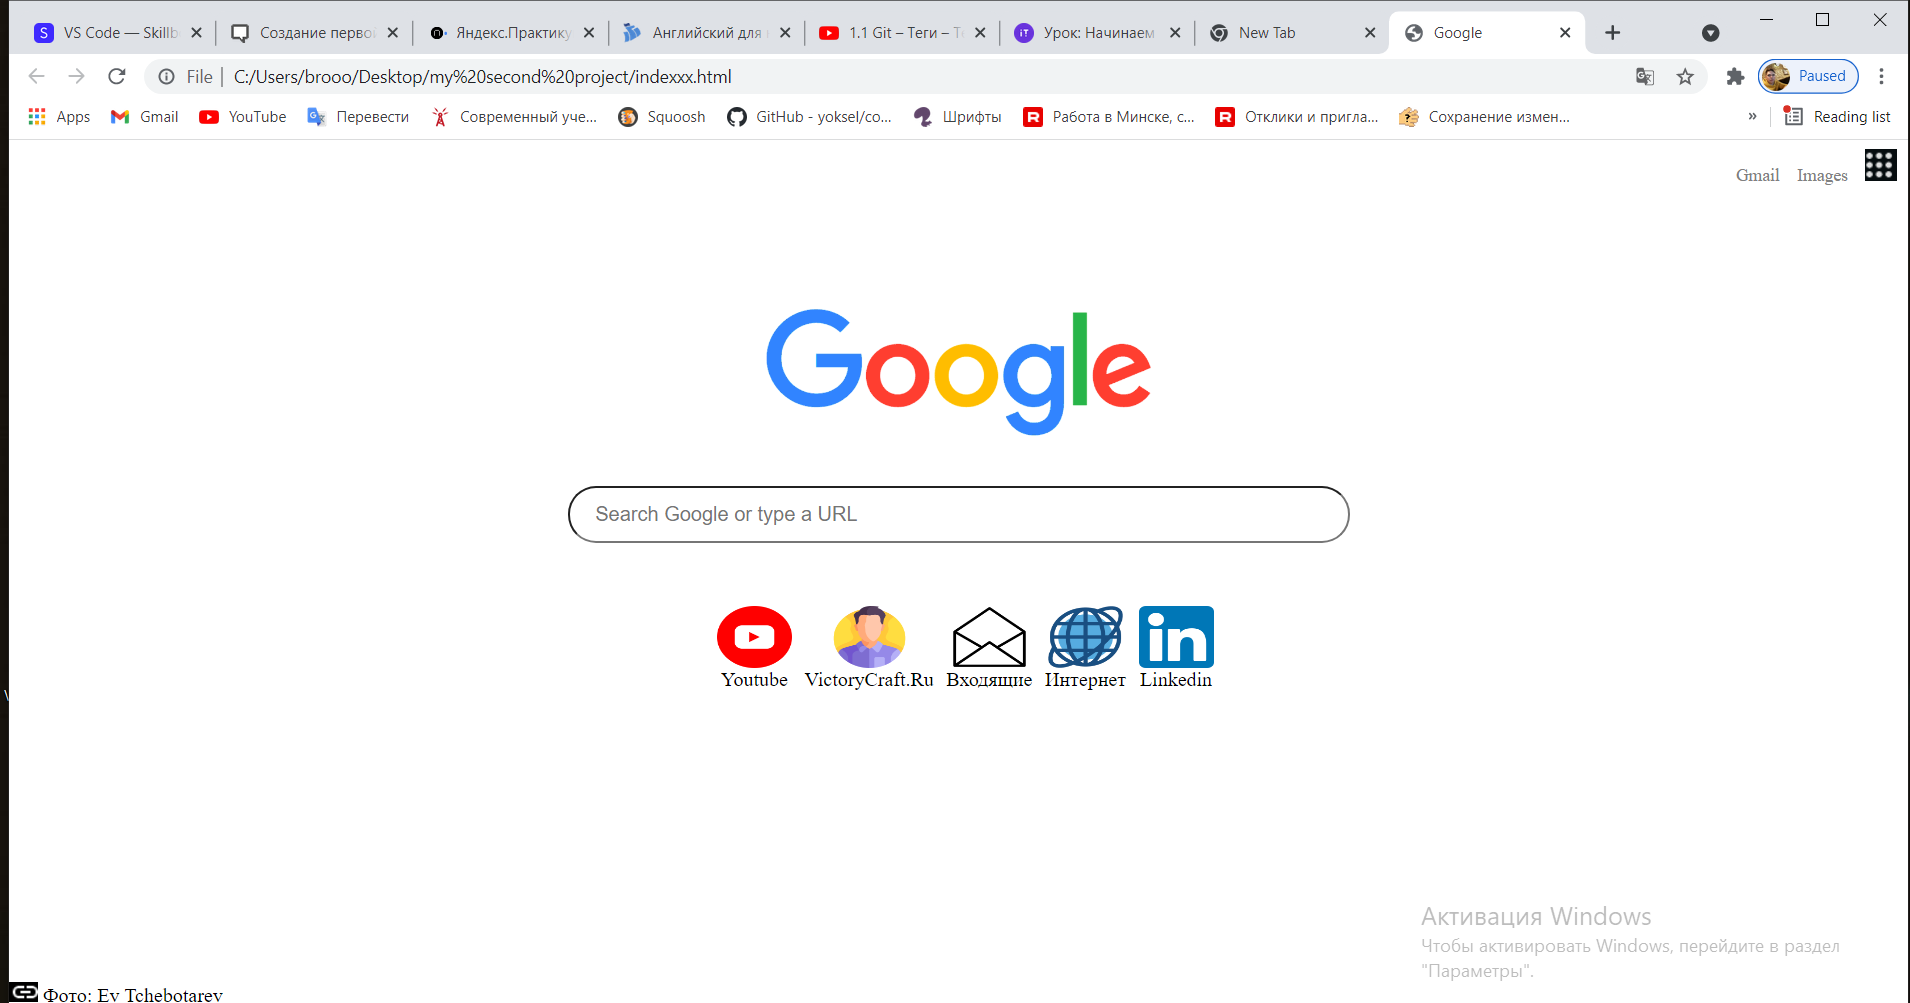 VS Code — Skillb
Создание первой
Яндекс.Практику
Английский для
1.1 Git – Теги – Те
Урок: Начинаем
New Tab
Google
File
C:/Users/brooo/Desktop/my%20second%20project/indexxx.html
Paused
Apps
Gmail
YouTube
Перевести
Современный уче...
Squoosh
GitHub - yoksel/co...
Шрифты
Работа в Минске, с...
Отклики и пригла...
Сохранение измен...
»
Reading list
Gmail
Images
Google
Search Google or type a URL
Youtube
VictoryCraft.Ru
Входящие
Интернет
Linkedin
Активация Windows
Чтобы активировать Windows, перейдите в раздел
"Параметры".
Фото: Ev Tchebotarev